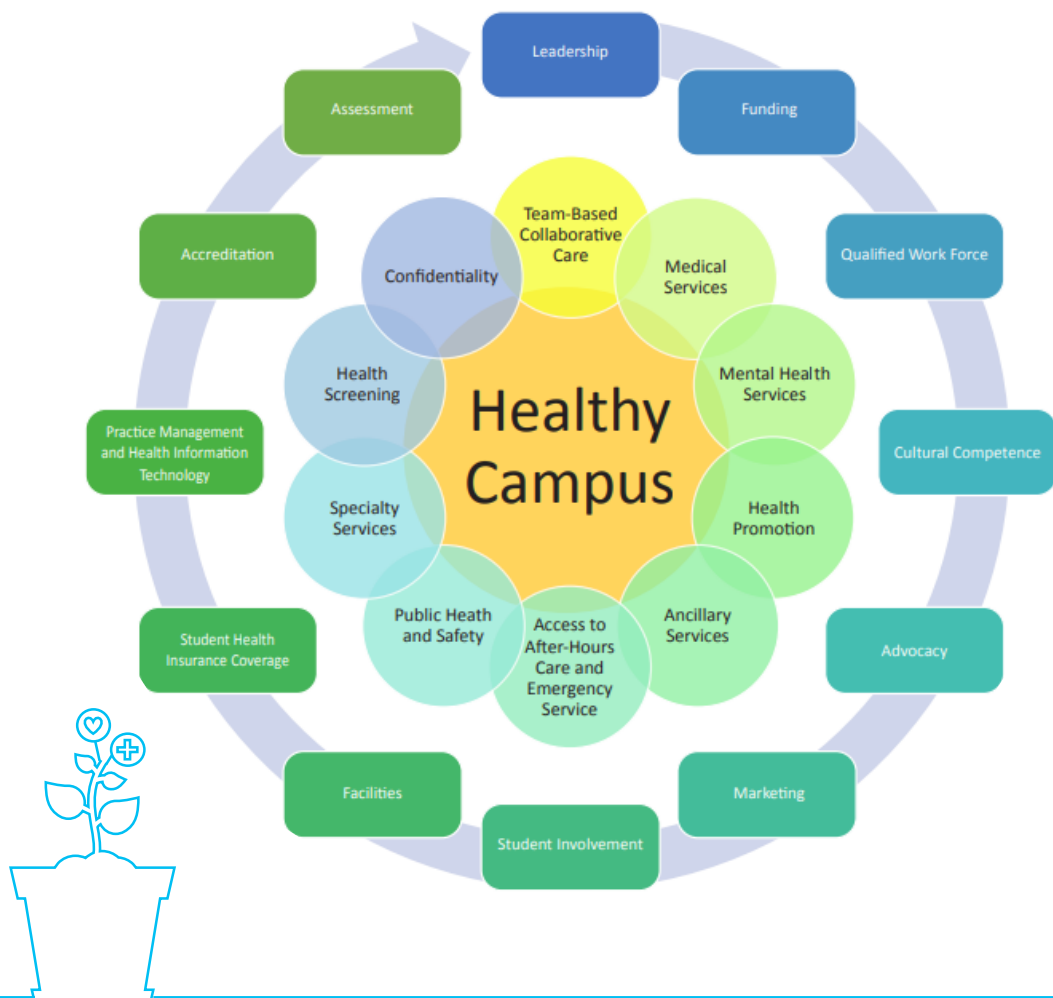 Leadership
Funding
Qualified Work Force
Cultural Competence
Advocacy
Marketing
Student Involvement
Facilities
Student Health
Insurance Coverage
Practice Management
and Health Information
Technology
Accreditation
Assessment
Team-Based
Collaborative
Care
Medical
Services
Mental Health
Services
Health
Promotion
Ancillary
Services
Access to
After-Hours
Care and
Emergency
Service
Public Heath
and Safety
Specialty
Services
Health
Screening
Confidentiality
Healthy
Campus